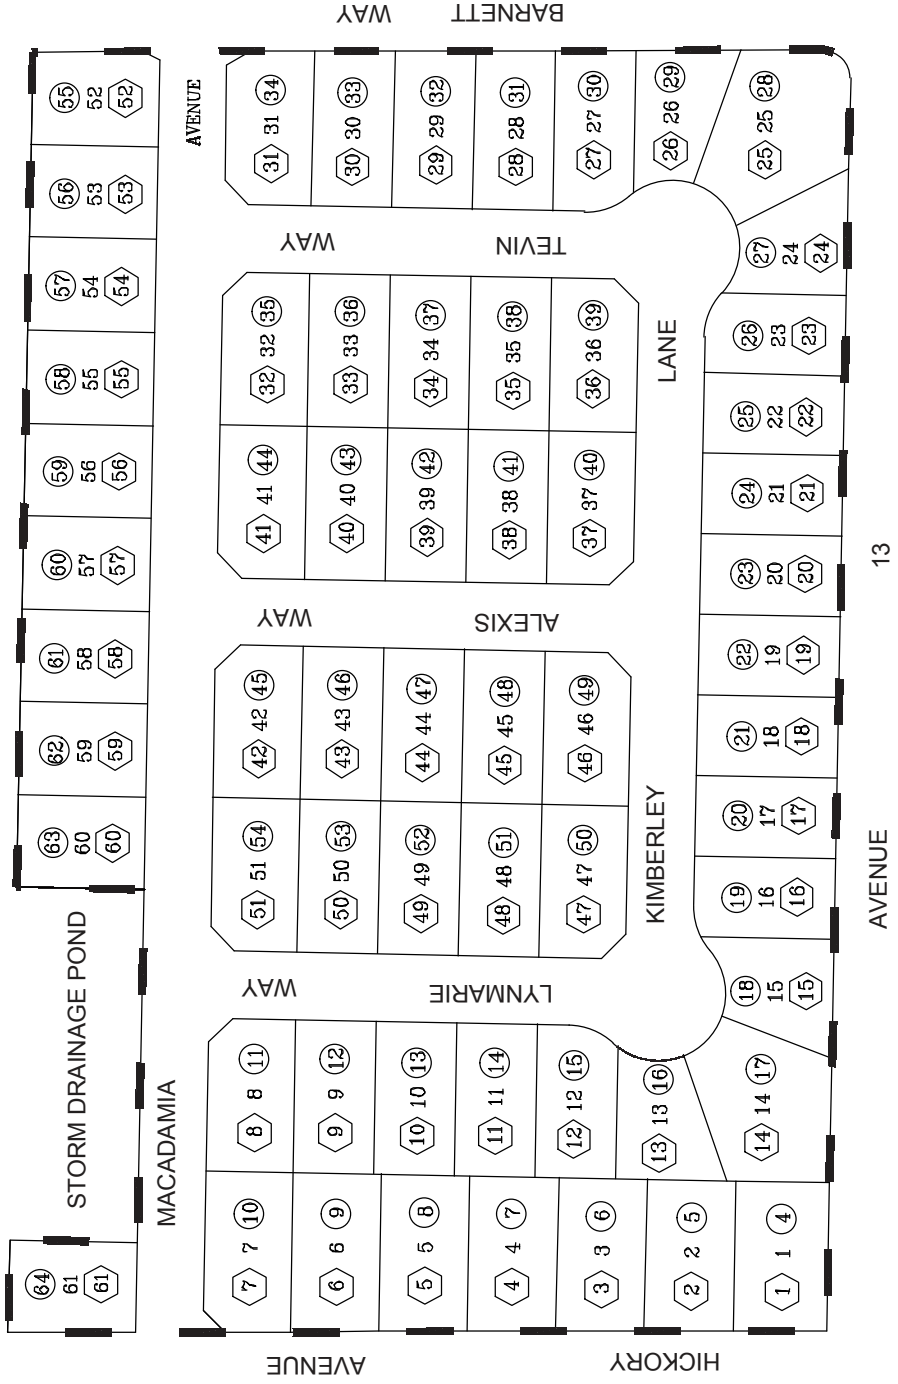 WAY BARNETT
55 52 52
56 53 53
57 54 54
58 55 55
59 56 56
60 57 57
61 58 58
62 59 59
63 60 60
STORM DRAINAGE POND
64 61 61
AVENUE
MACADAMIA
31 31 34
30 30 33
29 29 32
28 28 31
27 27 30
26 26 29
25 25 28
WAY TEVIN
32 32 35
33 33 36
34 34 37
35 35 38
36 36 39
41 41 44
40 40 43
39 39 42
38 38 41
37 37 40
WAY ALEXIS
42 42 45
43 43 46
44 44 47
45 45 48
46 46 49
51 51 54
50 50 53
49 49 52
48 48 51
47 47 50
WAY LYNMARIE
8 8 11
9 9 12
10 10 13
11 11 14
12 12 15
13 13 16
14 14 17
7 7 10
6 6 9
5 5 8
4 4 7
3 3 6
2 2 5
1 1 4
LANE
KIMBERLEY
27 24 24
26 23 23
25 22 22
24 21 21
23 20 20
22 19 19
21 18 18
20 17 17
19 16 16
18 15 15
13
AVENUE
AVENUE HICKORY